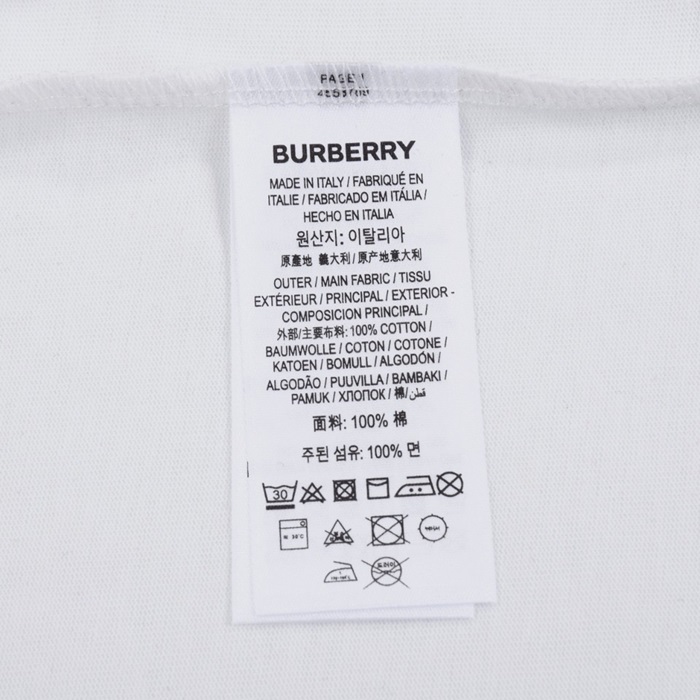 PAGE 1
BURBERRY
MADE IN ITALY / FABRIQUÉ EN
ITALIE / FABRICADO EM ITÁLIA /
HECHO EN ITALIA
원산지: 이탈리아
原產地 義大利 / 原产地意大利
OUTER / MAIN FABRIC / TISSU
EXTÉRIEUR / PRINCIPAL / EXTERIOR -
COMPOSICION PRINCIPAL /
外部/主要布料: 100% COTTON /
BAUMWOLLE / COTON / COTONE /
KATOEN / BOMULL / ALGODÓN /
ALGODÃO / PUUVILLA / BAMBAKI /
PAMUK / ХЛОПОК / 棉/قطن
面料: 100% 棉
주된 섬유: 100% 면
30